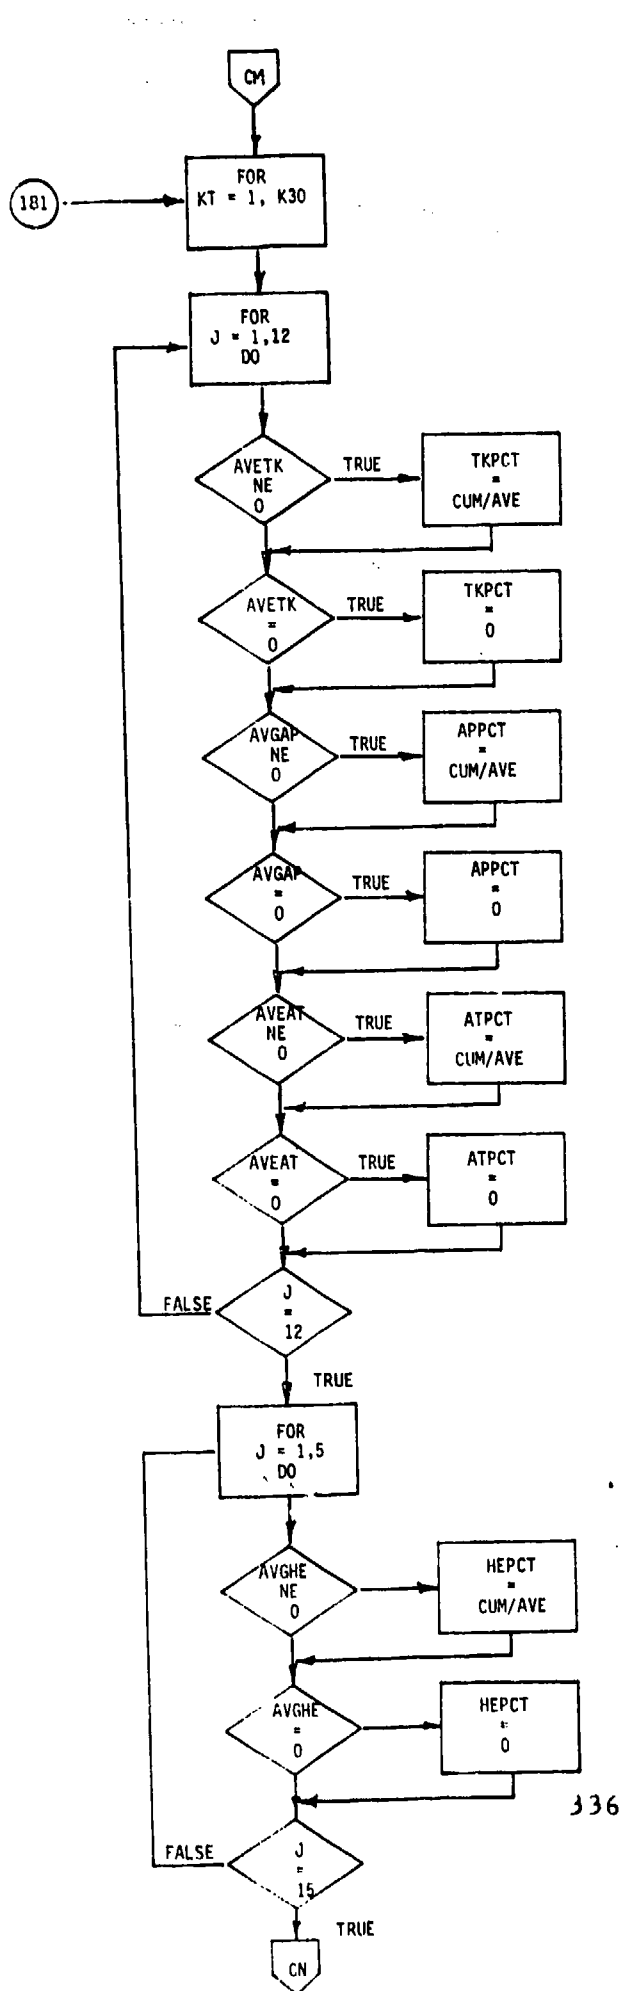 CM
FOR
KT = 1, K30
181
FOR
J = 1,12
DO
AVETK
NE
0
TRUE
TKPCT
=
CUM/AVE
AVETK
=
0
TRUE
TKPCT
=
0
AVGAP
NE
0
TRUE
APPCT
=
CUM/AVE
AVGAP
=
0
TRUE
APPCT
=
0
AVEAT
NE
0
TRUE
ATPCT
=
CUM/AVE
AVEAT
=
0
TRUE
ATPCT
=
0
FALSE
J
=
12
TRUE
FOR
J = 1,5
DO
AVGHE
NE
0
HEPCT
=
CUM/AVE
AVGHE
=
0
HEPCT
=
0
336
FALSE
J
=
15
TRUE
CN